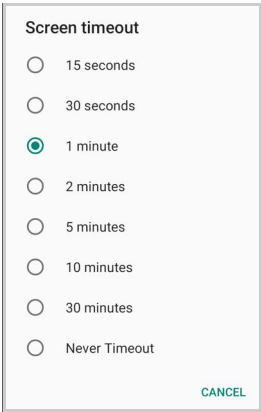 Screen timeout
15 seconds
30 seconds
1 minute
2 minutes
5 minutes
10 minutes
30 minutes
Never Timeout
CANCEL